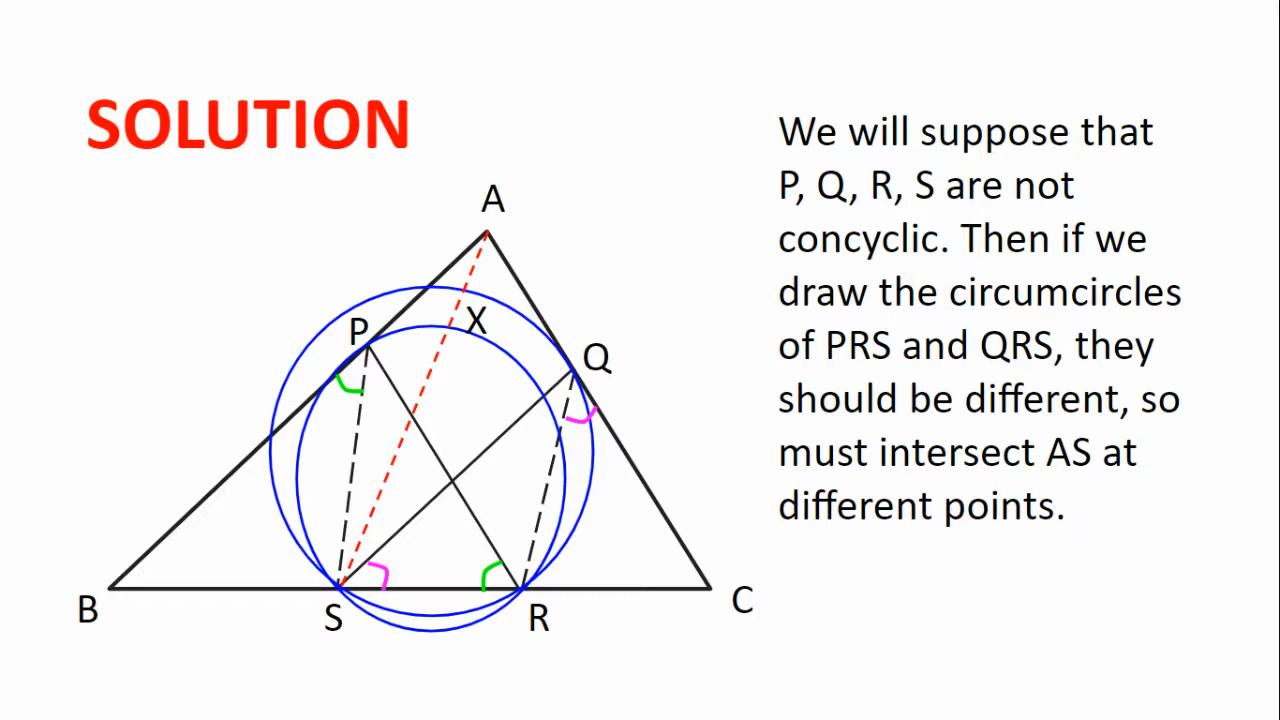 SOLUTION
We will suppose that
P, Q, R, S are not
concyclic. Then if we
draw the circumcircles
of PRS and QRS, they
should be different, so
must intersect AS at
different points.
A
X
P
Q
B
S
R
C